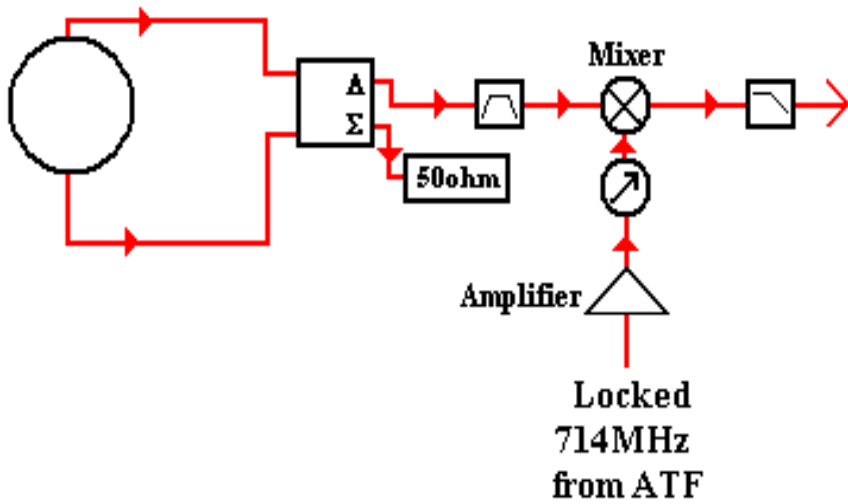 Mixer
Δ
Σ
50ohm
Amplifier
Locked
714MHz
from ATF